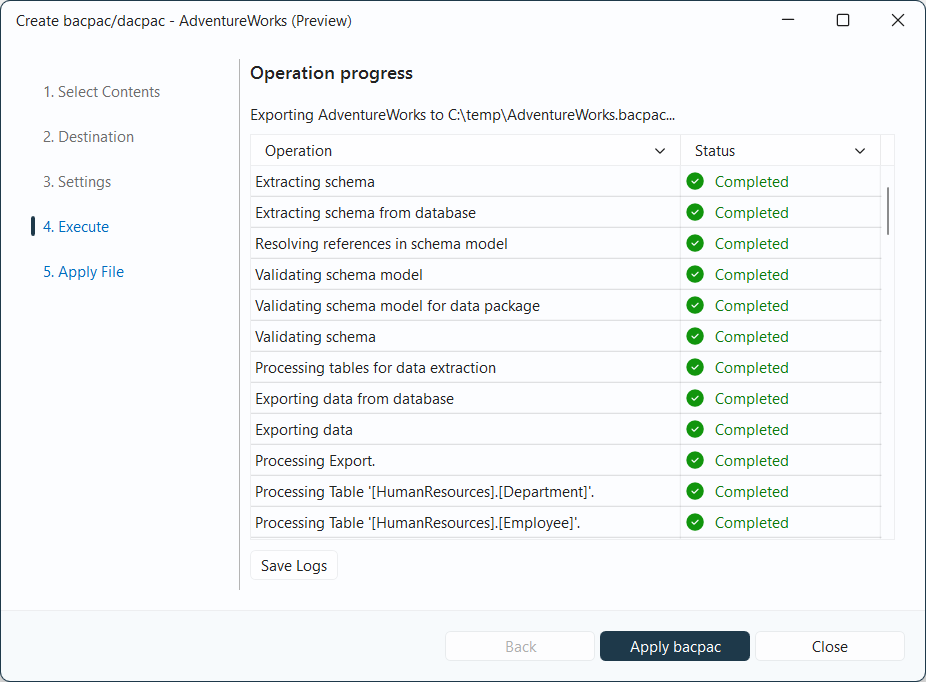 Create bacpac/dacpac - AdventureWorks (Preview)
1. Select Contents
2. Destination
3. Settings
4. Execute
5. Apply File
Operation progress
Exporting AdventureWorks to C:\temp\AdventureWorks.bacpac...
Operation Status
Extracting schema Completed
Extracting schema from database Completed
Resolving references in schema model Completed
Validating schema model Completed
Validating schema model for data package Completed
Validating schema Completed
Processing tables for data extraction Completed
Exporting data from database Completed
Exporting data Completed
Processing Export. Completed
Processing Table '[HumanResources].[Department]'. Completed
Processing Table '[HumanResources].[Employee]'. Completed
Save Logs
Back Apply bacpac Close